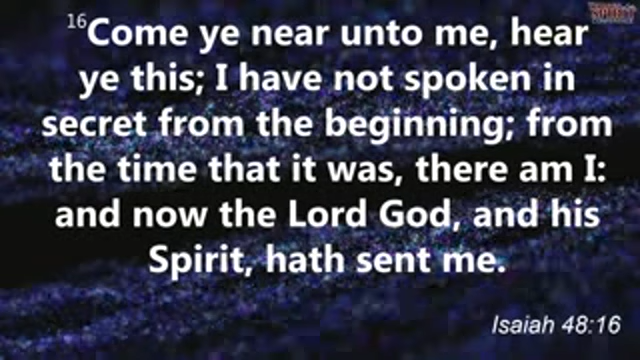 16Come ye near unto me, hear
ye this; I have not spoken in
secret from the beginning; from
the time that it was, there am I:
and now the Lord God, and his
Spirit, hath sent me.
Isaiah 48:16